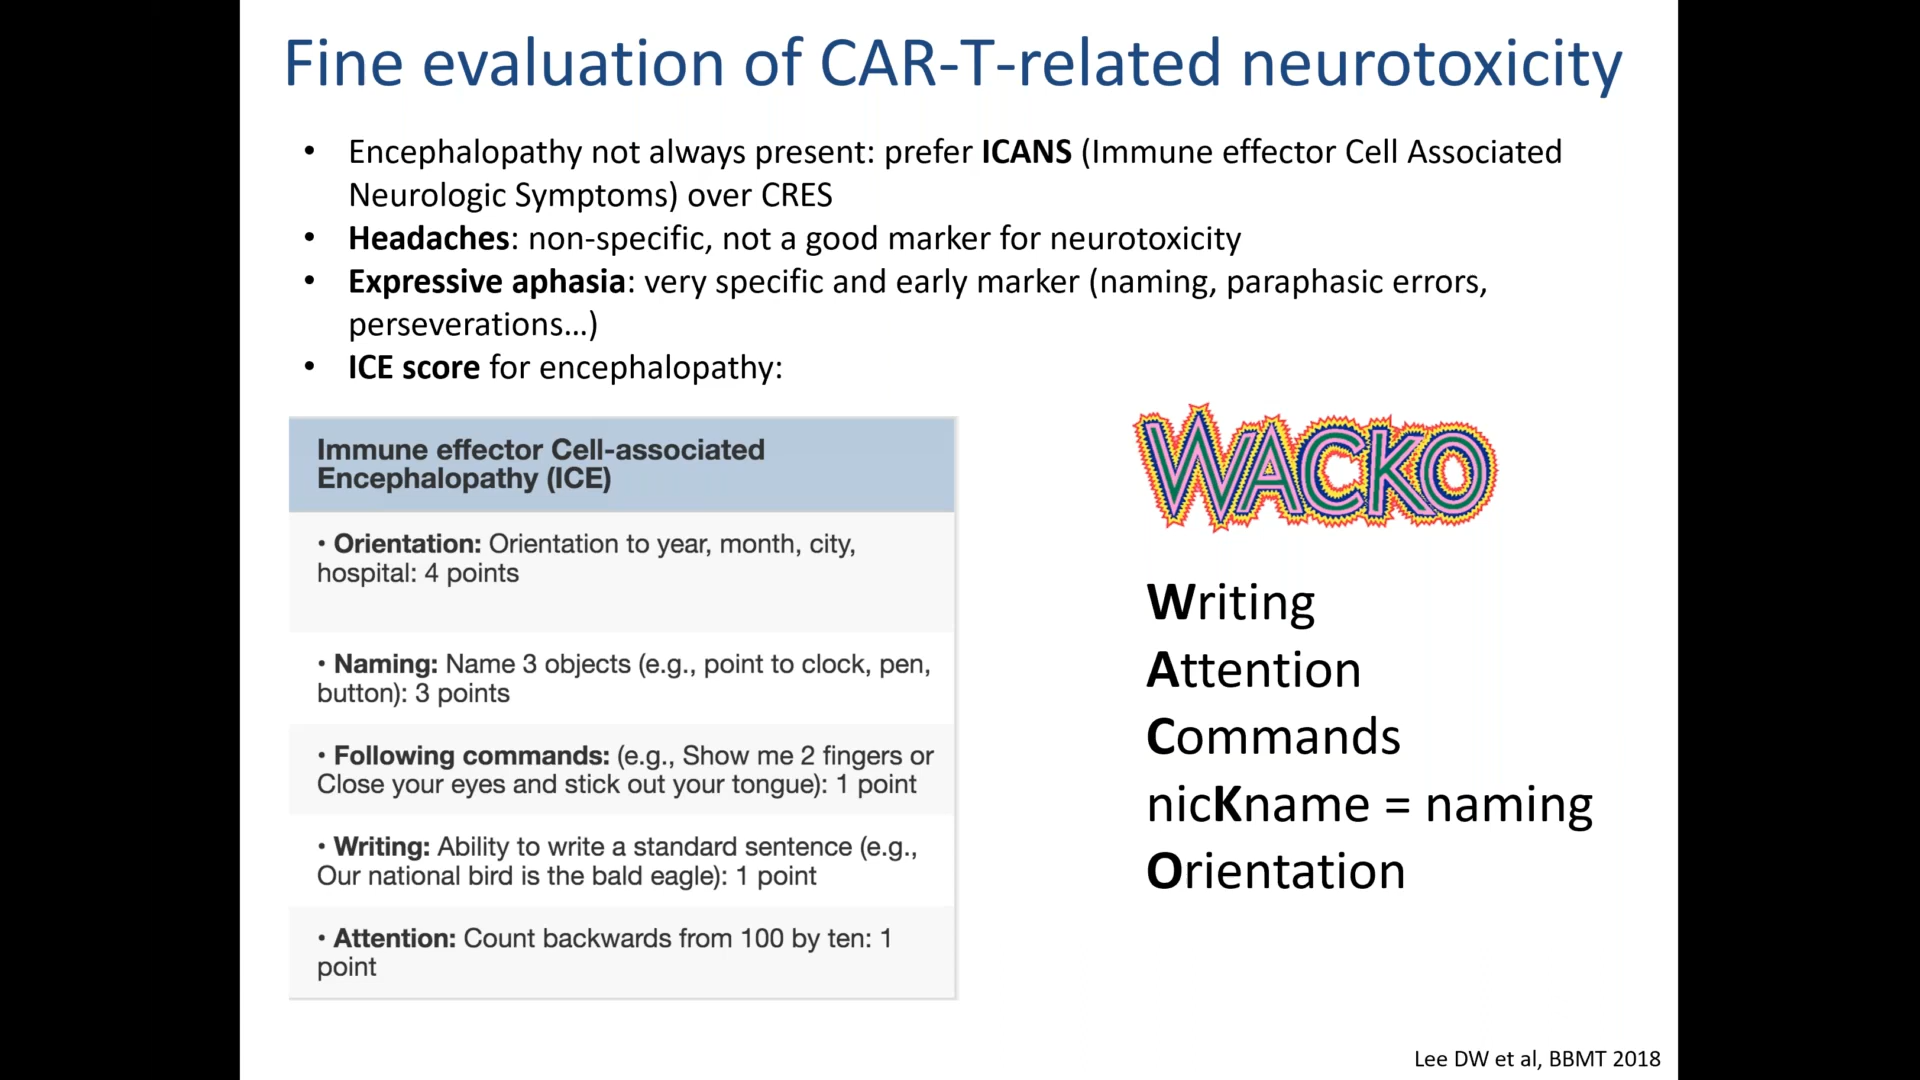 Fine evaluation of CAR-T-related neurotoxicity
• Encephalopathy not always present: prefer ICANS (Immune effector Cell Associated
Neurologic Symptoms) over CRES
• Headaches: non-specific, not a good marker for neurotoxicity
• Expressive aphasia: very specific and early marker (naming, paraphasic errors,
perseverations...)
• ICE score for encephalopathy:
Immune effector Cell-associated
Encephalopathy (ICE)
• Orientation: Orientation to year, month, city,
hospital: 4 points
• Naming: Name 3 objects (e.g., point to clock, pen,
button): 3 points
• Following commands: (e.g., Show me 2 fingers or
Close your eyes and stick out your tongue): 1 point
• Writing: Ability to write a standard sentence (e.g.,
Our national bird is the bald eagle): 1 point
• Attention: Count backwards from 100 by ten: 1
point
WACKO
Writing
Attention
Commands
nicKname = naming
Orientation
Lee DW et al, BBMT 2018